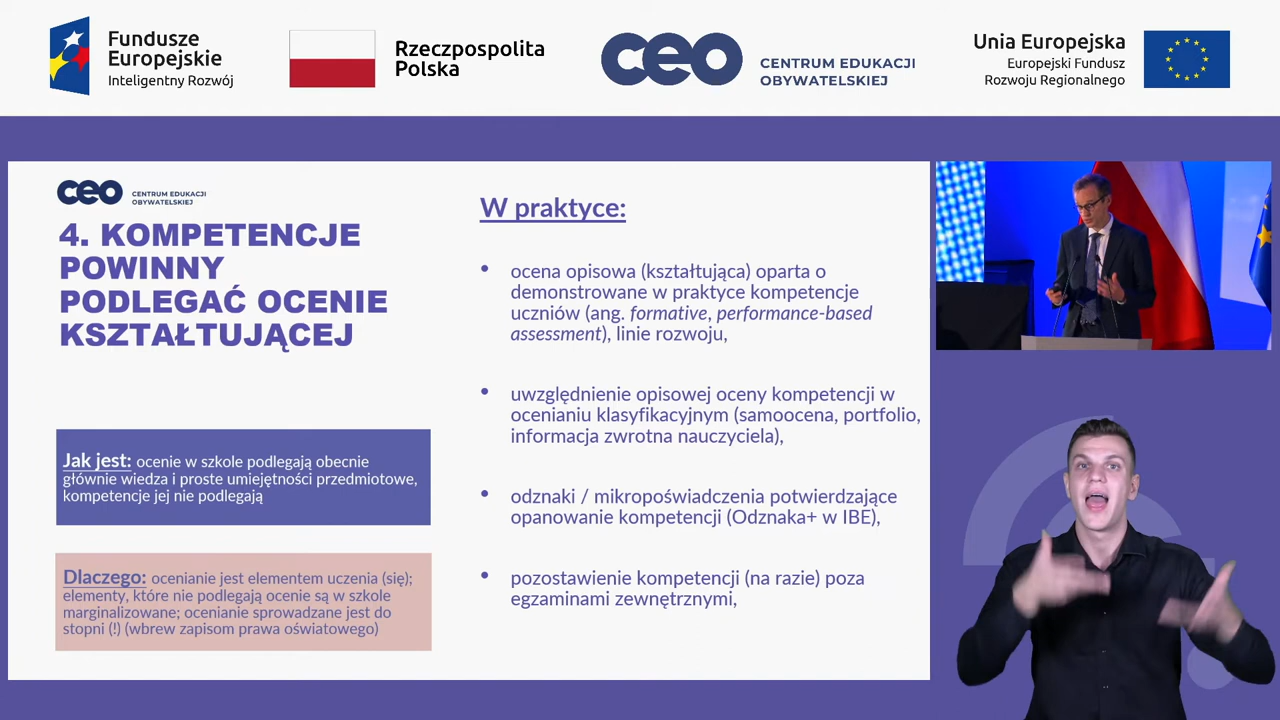 Fundusze
Europejskie
Inteligentny Rozwój
Rzeczpospolita
Polska
ceo
CENTRUM EDUKACJI
OBYWATELSKIEJ
Unia Europejska
Europejski Fundusz
Rozwoju Regionalnego
ceo
CENTRUM EDUKACJI
OBYWATELSKIEJ
4. KOMPETENCJE
POWINNY
PODLEGAĆ OCENIE
KSZTAŁTUJĄCEJ
Jak jest: ocenie w szkole podlegają obecnie
głównie wiedza i proste umiejętności przedmiotowe,
kompetencje jej nie podlegają
Dlaczego: ocenianie jest elementem uczenia (się);
elementy, które nie podlegają ocenie są w szkole
marginalizowane; ocenianie sprowadzane jest do
stopni (!) (wbrew zapisom prawa oświatowego)
W praktyce:
• ocena opisowa (kształtująca) oparta o
demonstrowane w praktyce kompetencje
uczniów (ang. formative, performance-based
assessment), linie rozwoju,
• uwzględnienie opisowej oceny kompetencji w
ocenianiu klasyfikacyjnym (samoocena, portfolio,
informacja zwrotna nauczyciela),
• odznaki / mikropoświadczenia potwierdzające
opanowanie kompetencji (Odznaka+ w IBE),
• pozostawienie kompetencji (na razie) poza
egzaminami zewnętrznymi,